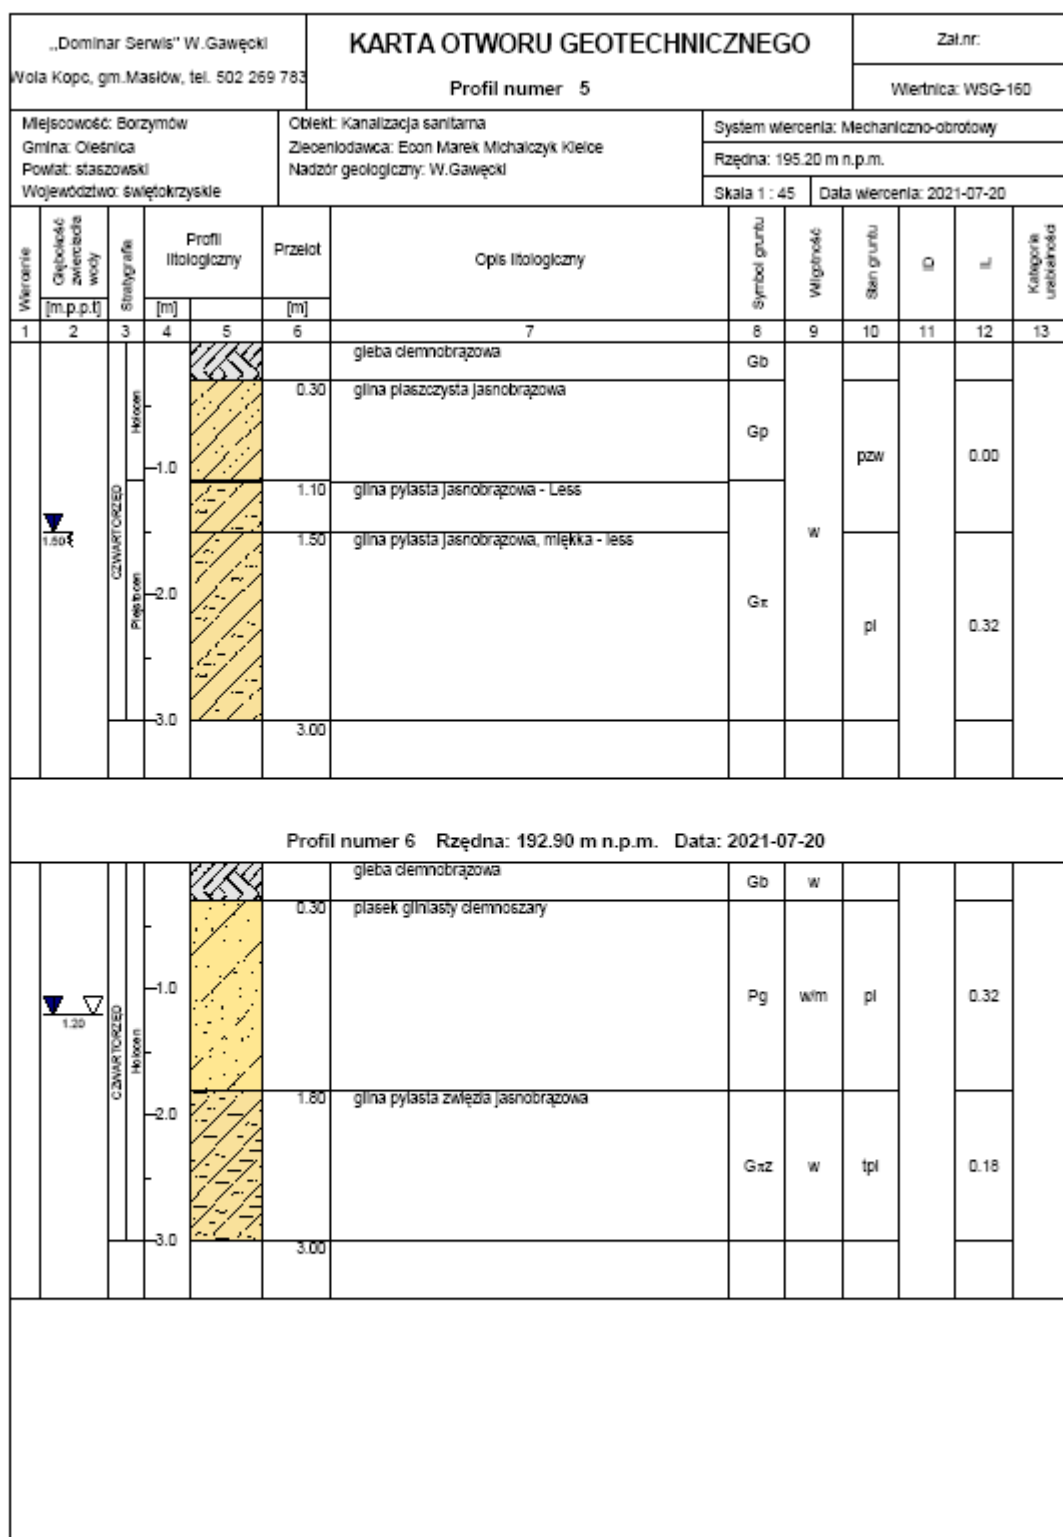 „Dominar Serwis" W.Gawęcki
Wola Kopc, gm.Masłów, tel. 502 269 783
KARTA OTWORU GEOTECHNICZNEGO
Profil numer 5
Zał.nr:
Wiertnica: WSG-160
Miejscowość: Borzymów
Gmina: Oleśnica
Powiat: staszowski
Województwo: świętokrzyskie
Obiekt: Kanalizacja sanitarna
Zleceniodawca: Econ Marek Michalczyk Kielce
Nadzór geologiczny: W.Gawęcki
System wiercenia: Mechaniczno-obrotowy
Rzędna: 195.20 m n.p.m.
Skala 1 : 45 Data wiercenia: 2021-07-20
Wiercenie
Głębokość zwierciadła wody
[m.p.p.t]
Stratygrafia
Profil litologiczny
[m]
Przelot
[m]
Opis litologiczny
Symbol gruntu
Wilgotność
Stan gruntu
ID
IL
Kategoria urabialności
1 2 3 4 5 6 7 8 9 10 11 12 13
gleba ciemnobrązowa Gb
0.30 glina piaszczysta jasnobrązowa
Holocen
Gp
-1.0
pzw 0.00
1.10 glina pylasta jasnobrązowa - Less
CZWARTORZĘD
w
1.50
1.50 glina pylasta jasnobrązowa, miękka - less
Plejstocen
-2.0
Gπ
pl 0.32
-3.0
3.00
Profil numer 6 Rzędna: 192.90 m n.p.m. Data: 2021-07-20
gleba ciemnobrązowa Gb w
0.30 piasek gliniasty ciemnoszary
-1.0
Pg w/m pl 0.32
1.20
CZWARTORZĘD
Holocen
1.80 glina pylasta zwięzła jasnobrązowa
-2.0
Gπz w tpl 0.18
-3.0
3.00